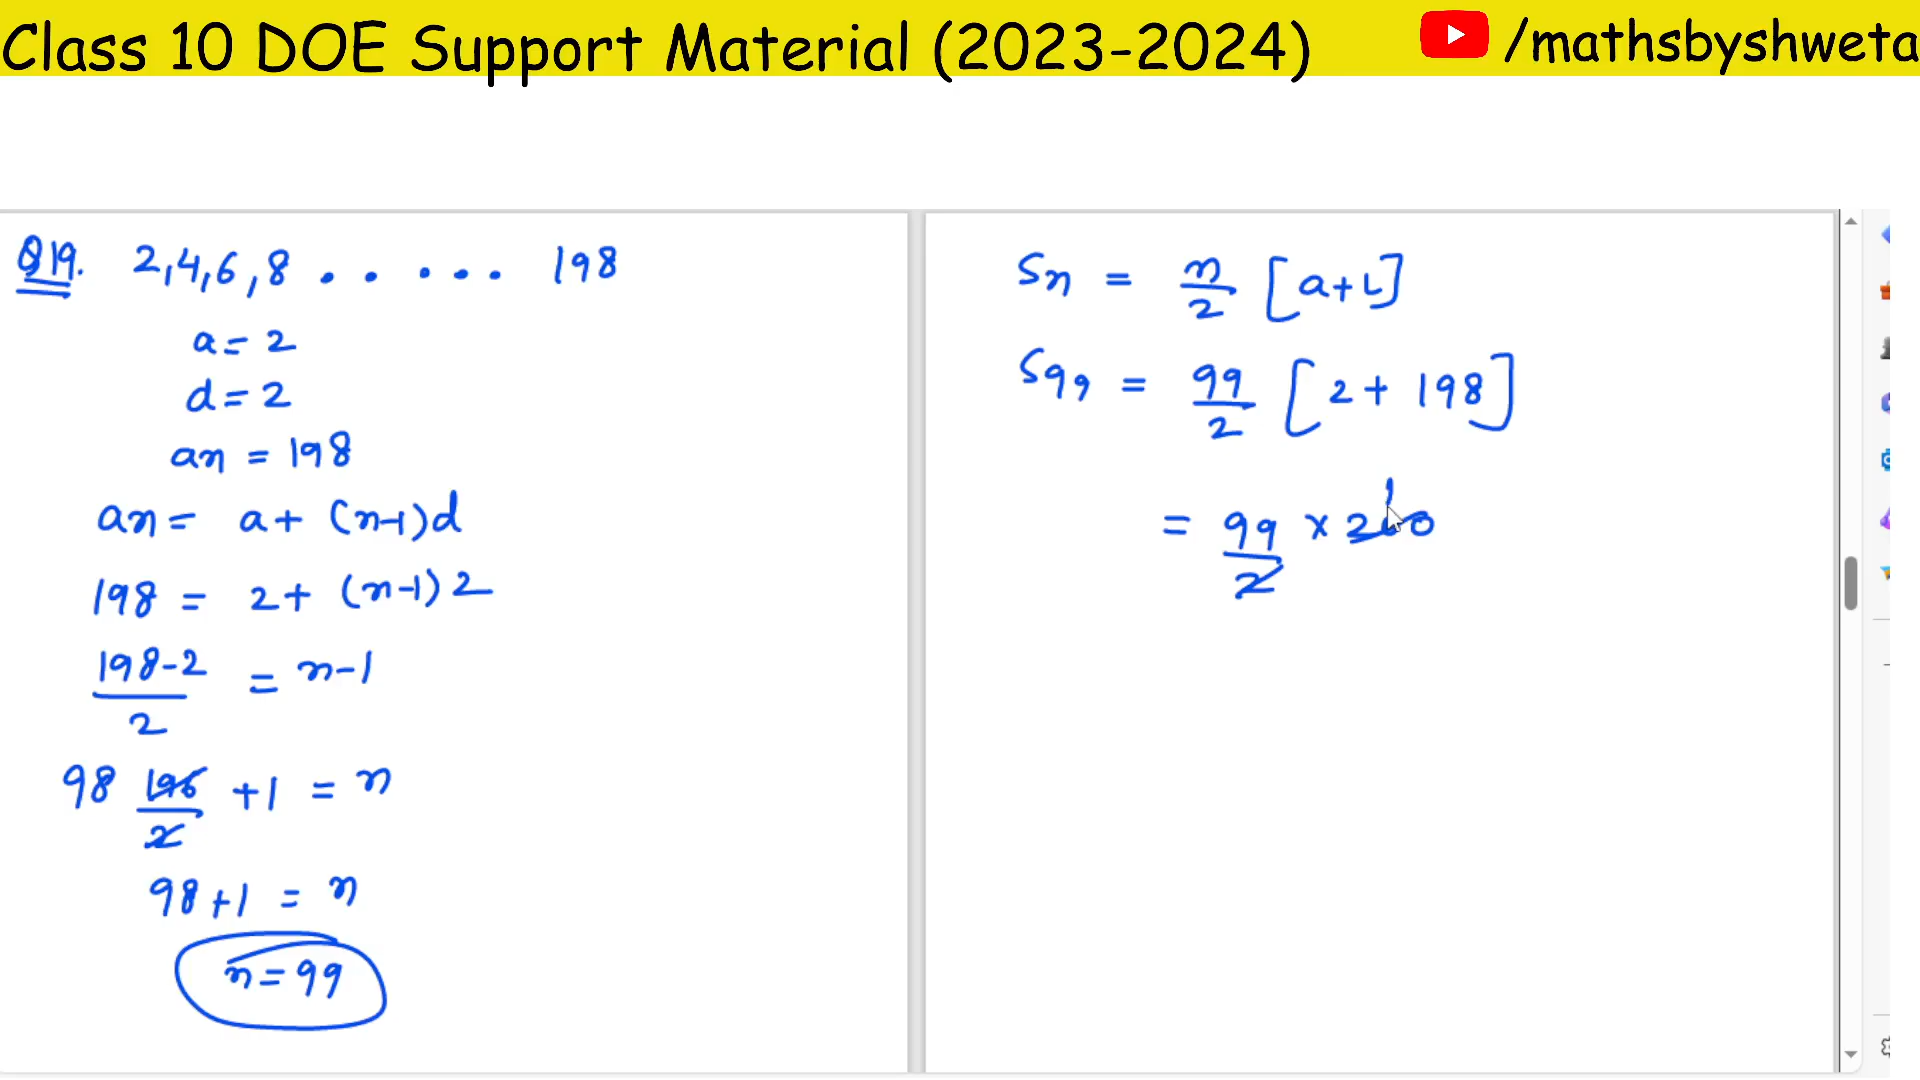 Class 10 DOE Support Material (2023-2024)
/mathsbyshweta
Q19. 2,4,6,8 . . . . . 198
a = 2
d = 2
an = 198
an = a + (n-1)d
198 = 2 + (n-1) 2
198-2 / 2 = n-1
98 196/2 + 1 = n
98 + 1 = n
n = 99
Sn = n/2 [a+L]
S99 = 99/2 [2 + 198]
1
= 99/2 × 200